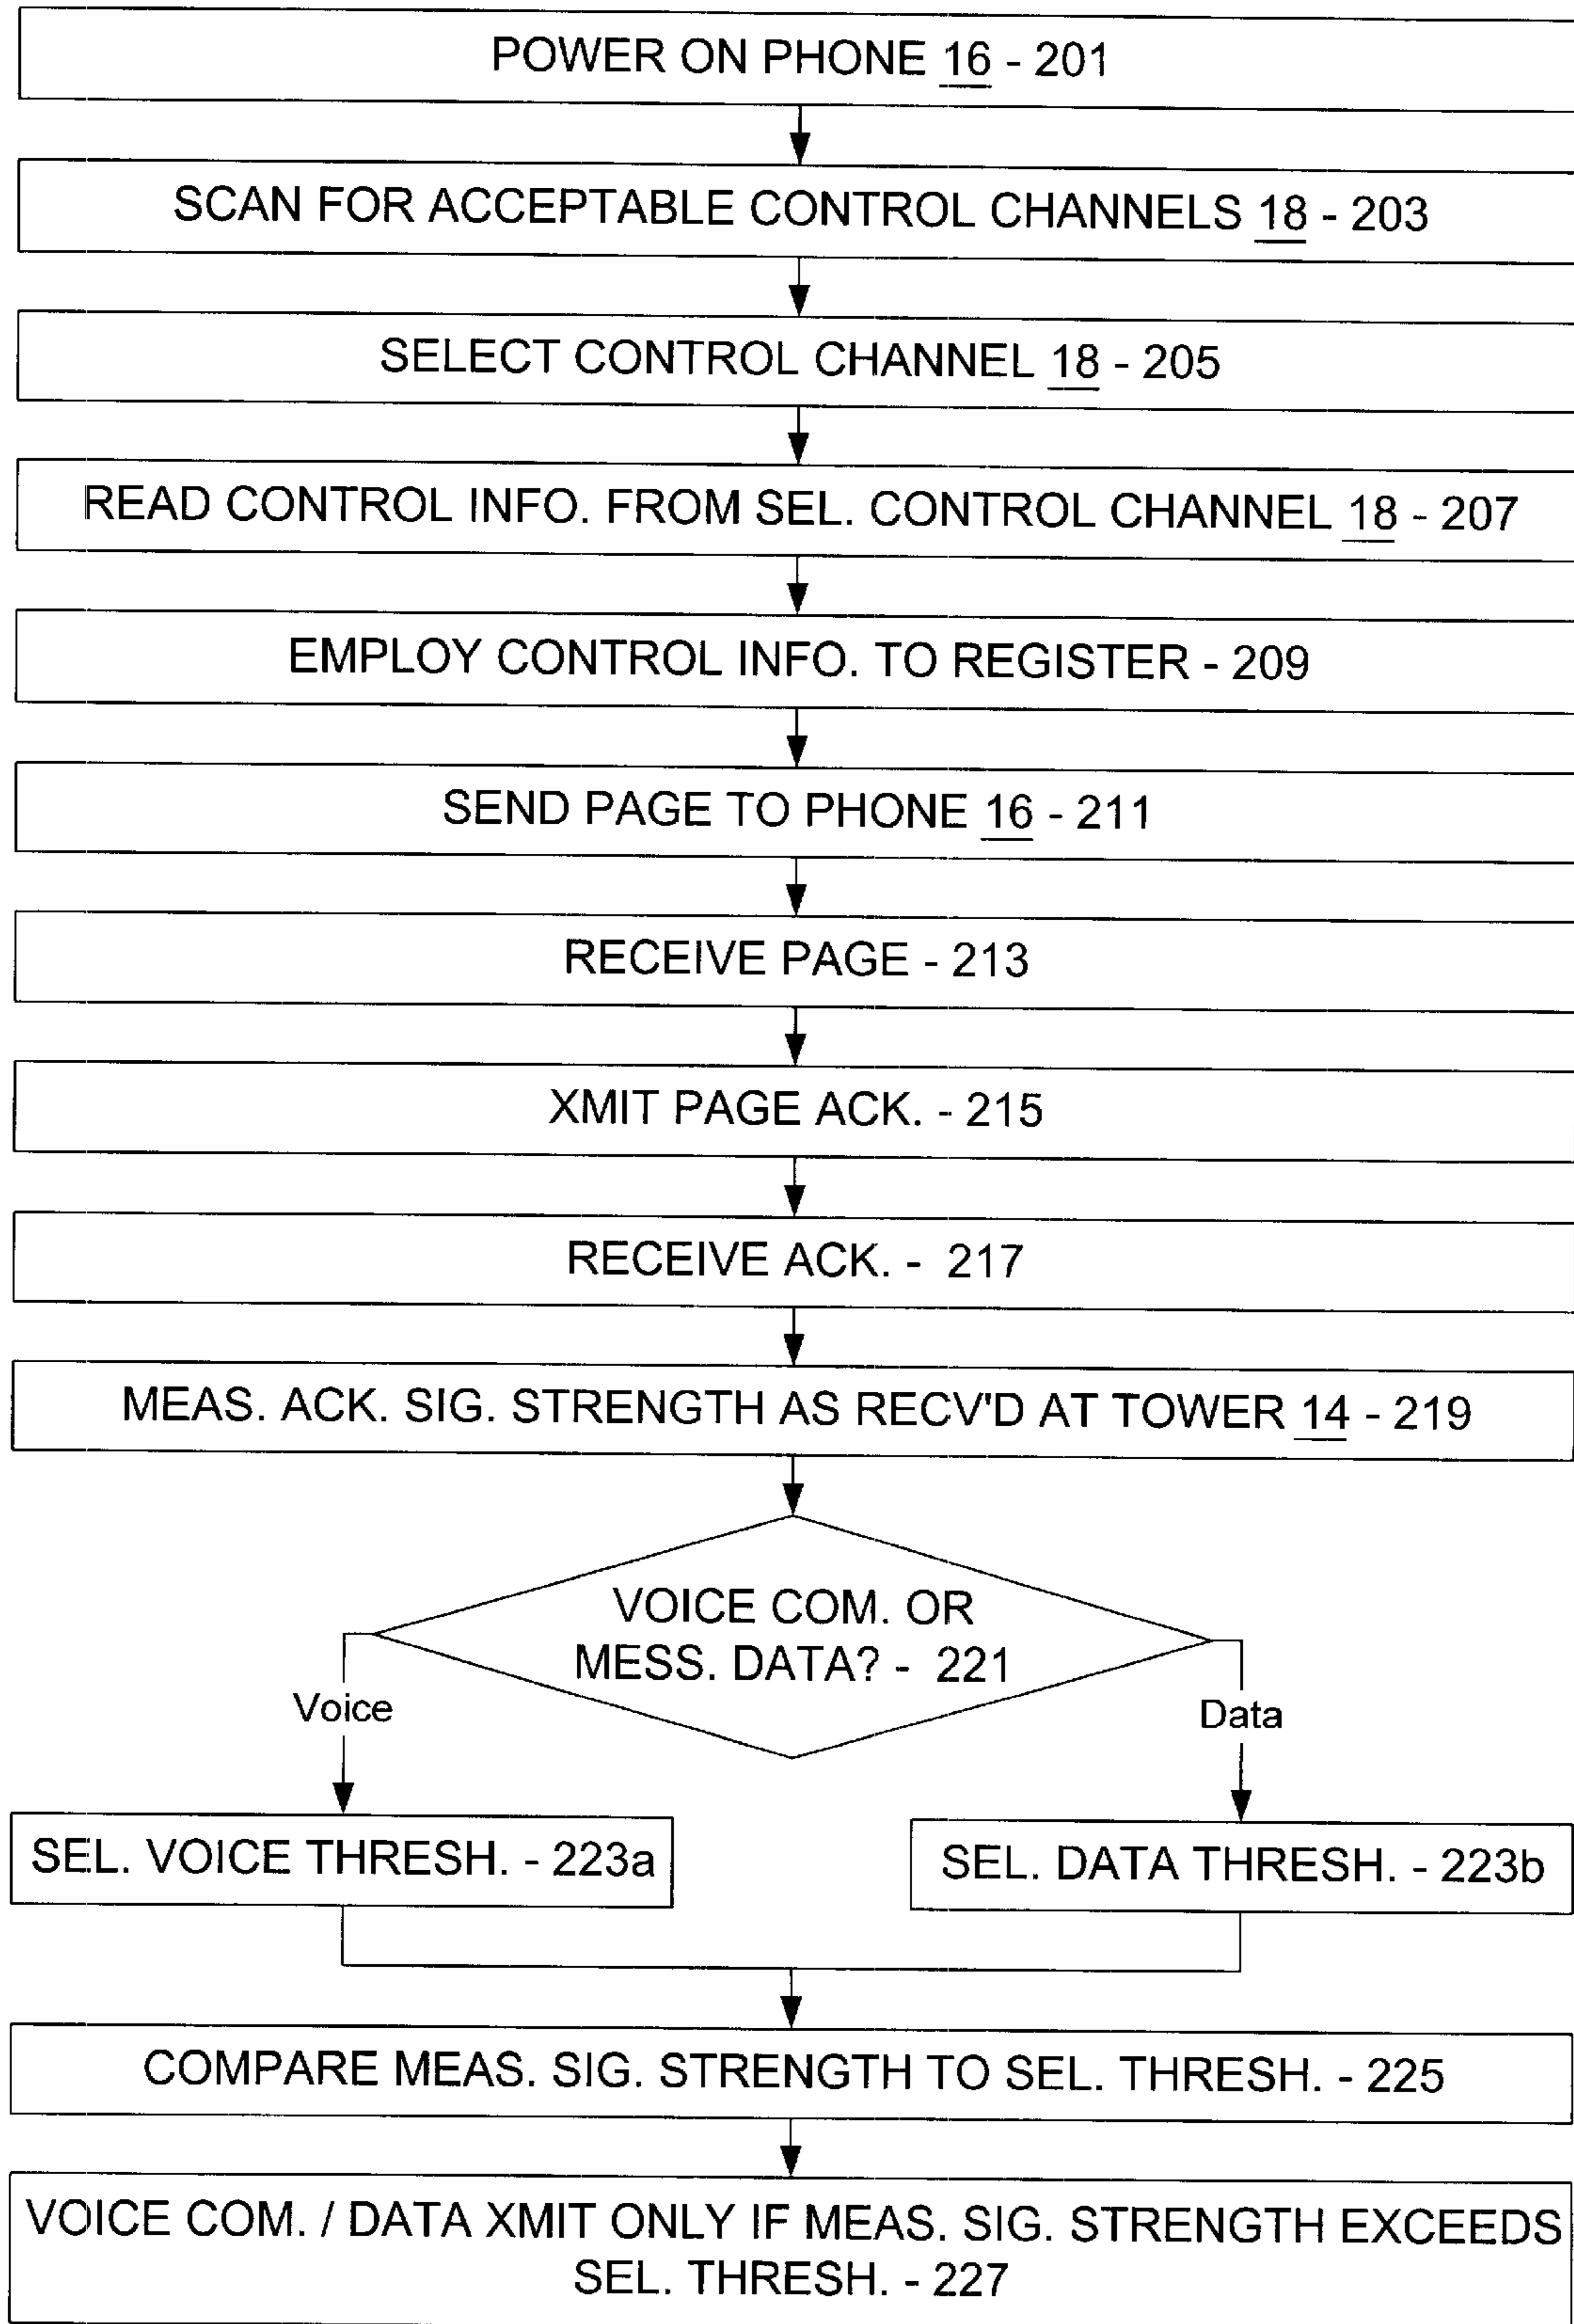 POWER ON PHONE 16 - 201
SCAN FOR ACCEPTABLE CONTROL CHANNELS 18 - 203
SELECT CONTROL CHANNEL 18 - 205
READ CONTROL INFO. FROM SEL. CONTROL CHANNEL 18 - 207
EMPLOY CONTROL INFO. TO REGISTER - 209
SEND PAGE TO PHONE 16 - 211
RECEIVE PAGE - 213
XMIT PAGE ACK. - 215
RECEIVE ACK. - 217
MEAS. ACK. SIG. STRENGTH AS RECV'D AT TOWER 14 - 219
VOICE COM. OR
MESS. DATA? - 221
Voice
Data
SEL. VOICE THRESH. - 223a
SEL. DATA THRESH. - 223b
COMPARE MEAS. SIG. STRENGTH TO SEL. THRESH. - 225
VOICE COM. / DATA XMIT ONLY IF MEAS. SIG. STRENGTH EXCEEDS
SEL. THRESH. - 227